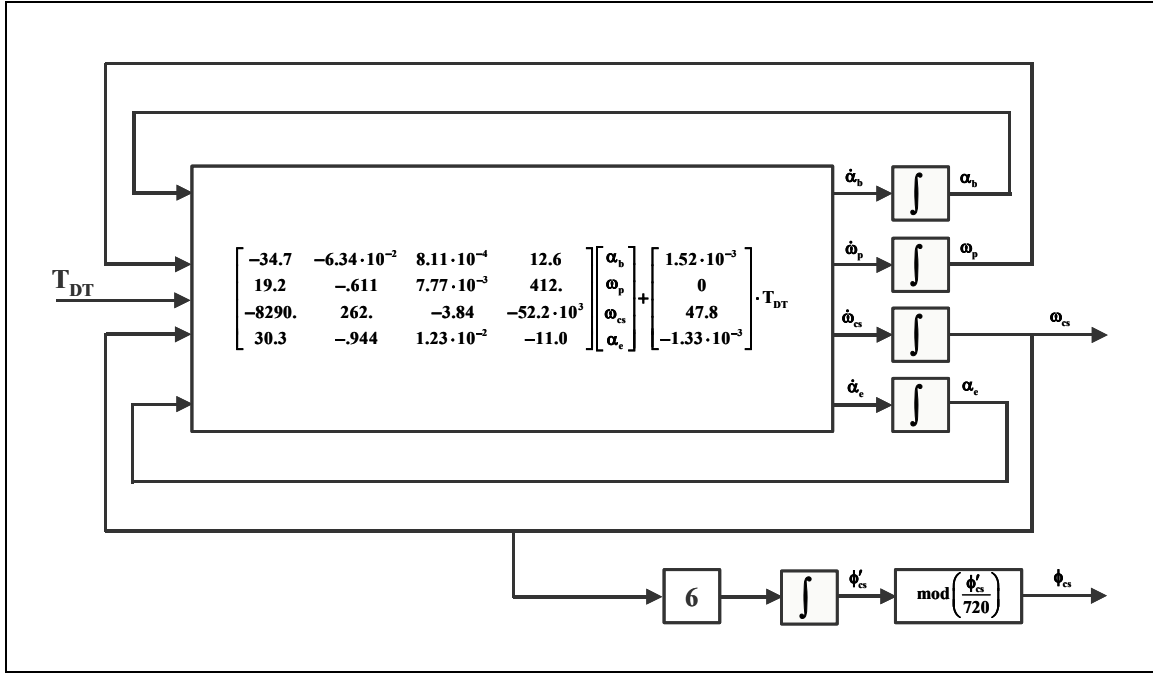 α̇_b ∫ α_b
ω̇_p ∫ ω_p
T_DT
[−34.7 −6.34·10⁻² 8.11·10⁻⁴ 12.6] [α_b] [1.52·10⁻³]
[19.2 −.611 7.77·10⁻³ 412.] [ω_p] + [0] · T_DT
[−8290. 262. −3.84 −52.2·10³] [ω_cs] [47.8]
[30.3 −.944 1.23·10⁻² −11.0] [α_e] [−1.33·10⁻³]
ω̇_cs ∫ ω_cs
α̇_e ∫ α_e
6 ∫ ϕ′_cs mod(ϕ′_cs/720) ϕ_cs